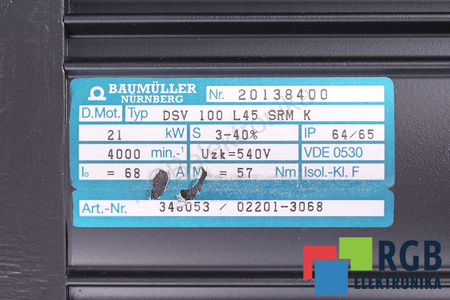 BAUMÜLLER
NÜRNBERG
Nr. 20138400
D.Mot. Typ DSV 100 L45 SRM K
21 kW S 3-40% IP 64/65
4000 min.-¹ Uzk=540V VDE 0530
I₀ = 68 A M = 57 Nm Isol.-Kl. F
Art.-Nr. 340053 / 02201-3068
RGB
ELEKTRONIKA